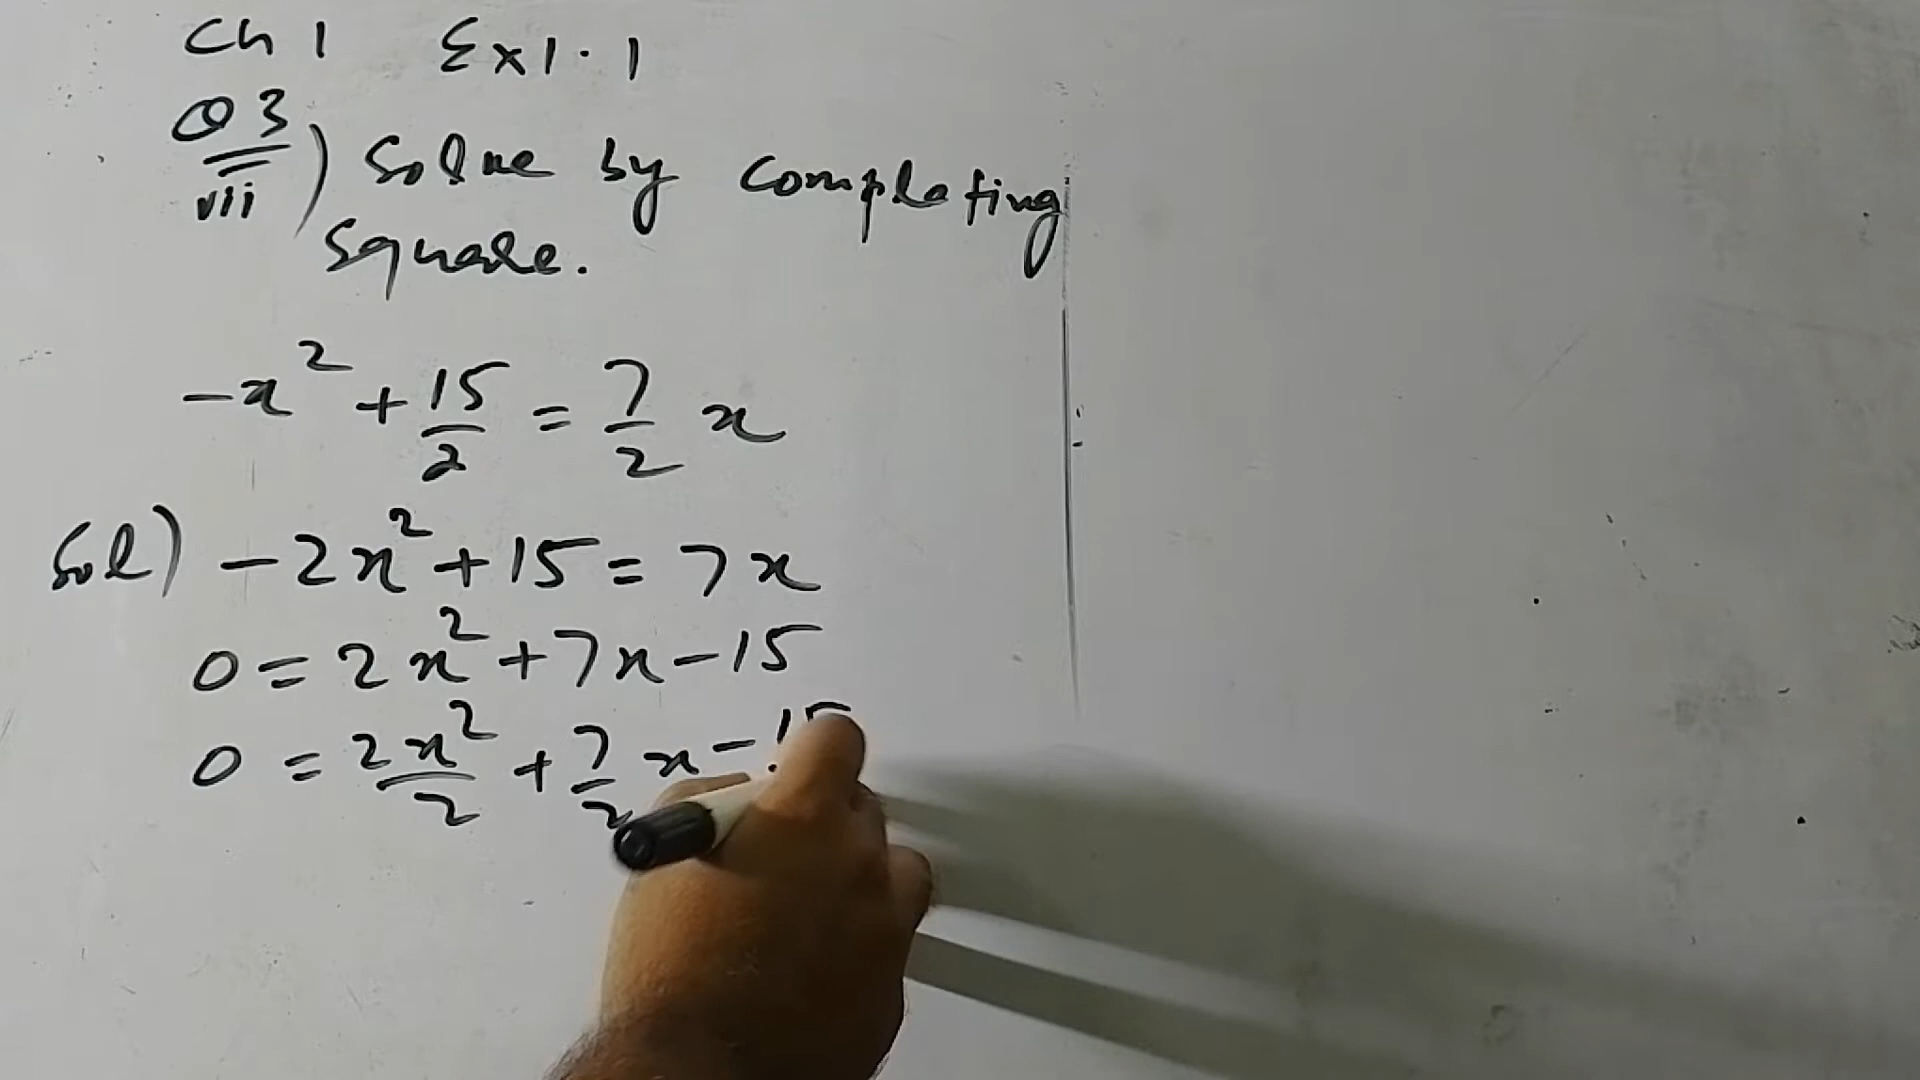 Ch 1 Ex 1.1
Q3
vii) Solve by completing
square.
-x² + 15/2 = 7/2 x
Sol) -2x² + 15 = 7x
0 = 2x² + 7x - 15
0 = 2x²/2 + 7/2 x -